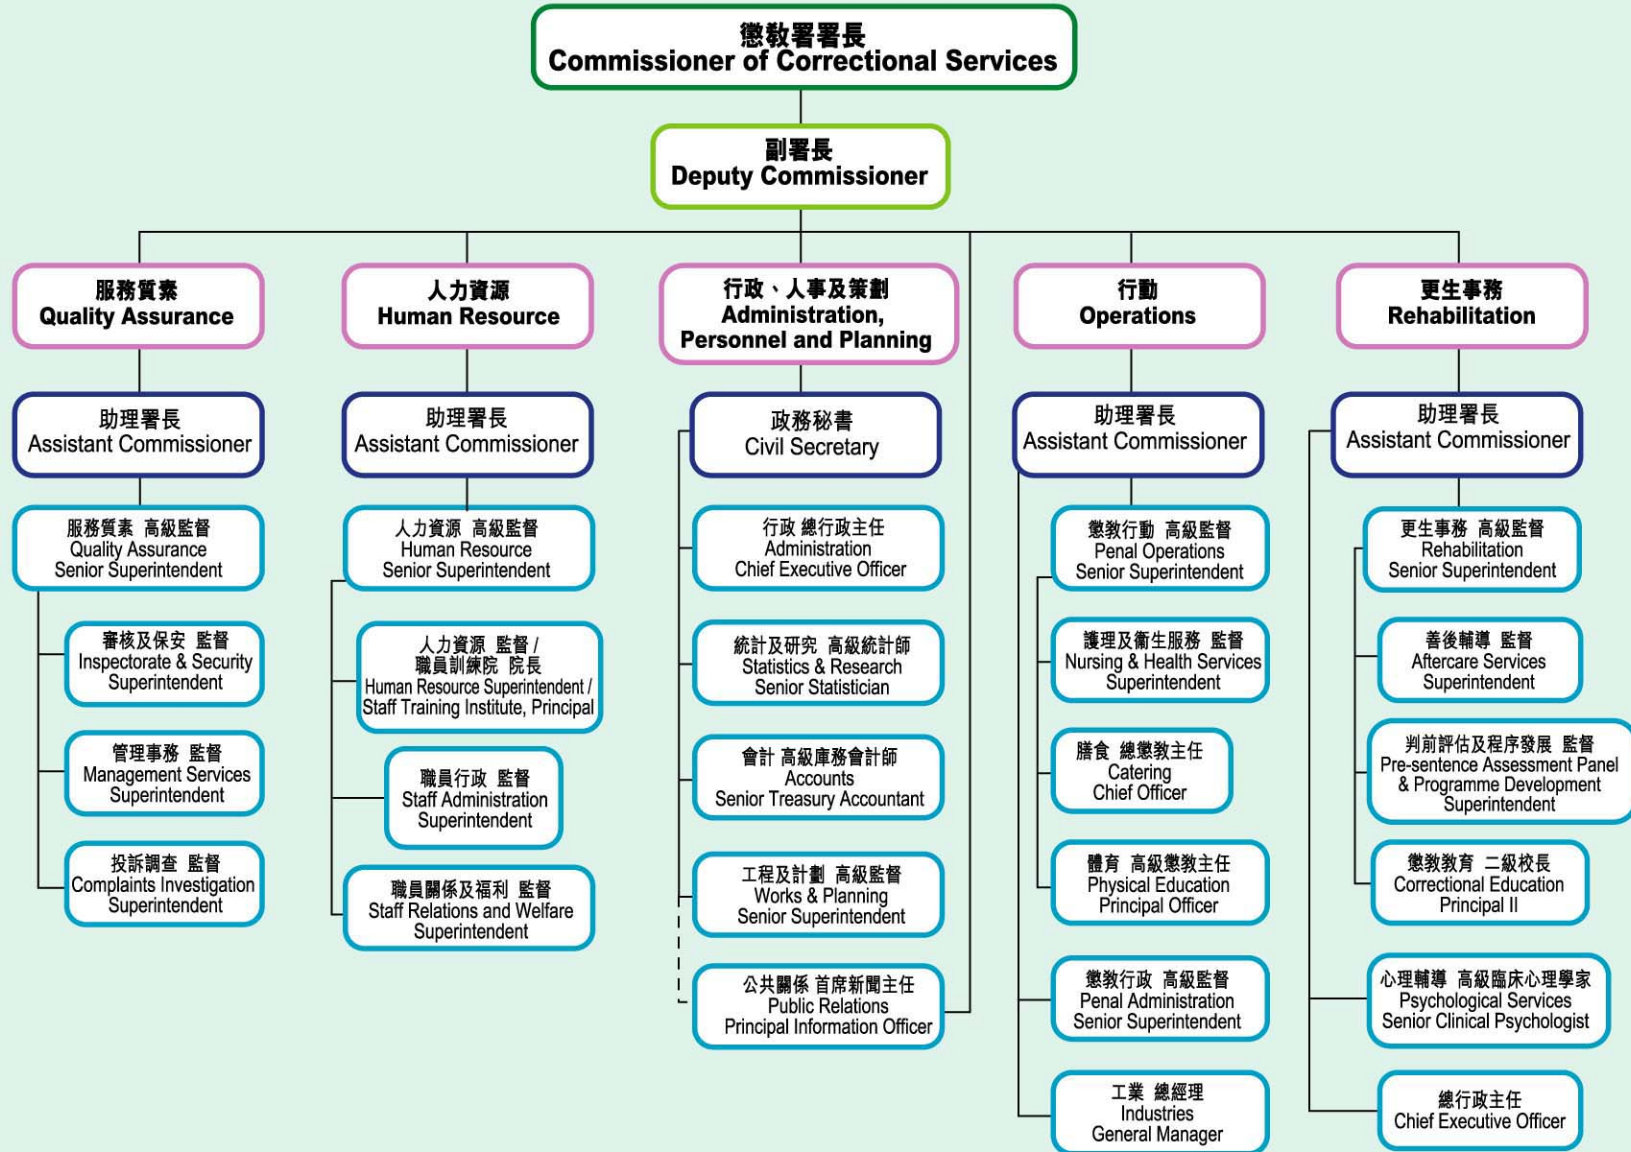 懲教署署長
Commissioner of Correctional Services
副署長
Deputy Commissioner
服務質素
Quality Assurance
人力資源
Human Resource
行政、人事及策劃
Administration,
Personnel and Planning
行動
Operations
更生事務
Rehabilitation
助理署長
Assistant Commissioner
助理署長
Assistant Commissioner
政務秘書
Civil Secretary
助理署長
Assistant Commissioner
助理署長
Assistant Commissioner
服務質素 高級監督
Quality Assurance
Senior Superintendent
審核及保安 監督
Inspectorate & Security
Superintendent
管理事務 監督
Management Services
Superintendent
投訴調查 監督
Complaints Investigation
Superintendent
人力資源 高級監督
Human Resource
Senior Superintendent
人力資源 監督 /
職員訓練院 院長
Human Resource Superintendent /
Staff Training Institute, Principal
職員行政 監督
Staff Administration
Superintendent
職員關係及福利 監督
Staff Relations and Welfare
Superintendent
行政 總行政主任
Administration
Chief Executive Officer
統計及研究 高級統計師
Statistics & Research
Senior Statistician
會計 高級庫務會計師
Accounts
Senior Treasury Accountant
工程及計劃 高級監督
Works & Planning
Senior Superintendent
公共關係 首席新聞主任
Public Relations
Principal Information Officer
懲教行動 高級監督
Penal Operations
Senior Superintendent
護理及衞生服務 監督
Nursing & Health Services
Superintendent
膳食 總懲教主任
Catering
Chief Officer
體育 高級懲教主任
Physical Education
Principal Officer
懲教行政 高級監督
Penal Administration
Senior Superintendent
工業 總經理
Industries
General Manager
更生事務 高級監督
Rehabilitation
Senior Superintendent
善後輔導 監督
Aftercare Services
Superintendent
判前評估及程序發展 監督
Pre-sentence Assessment Panel
& Programme Development
Superintendent
懲教教育 二級校長
Correctional Education
Principal II
心理輔導 高級臨床心理學家
Psychological Services
Senior Clinical Psychologist
總行政主任
Chief Executive Officer